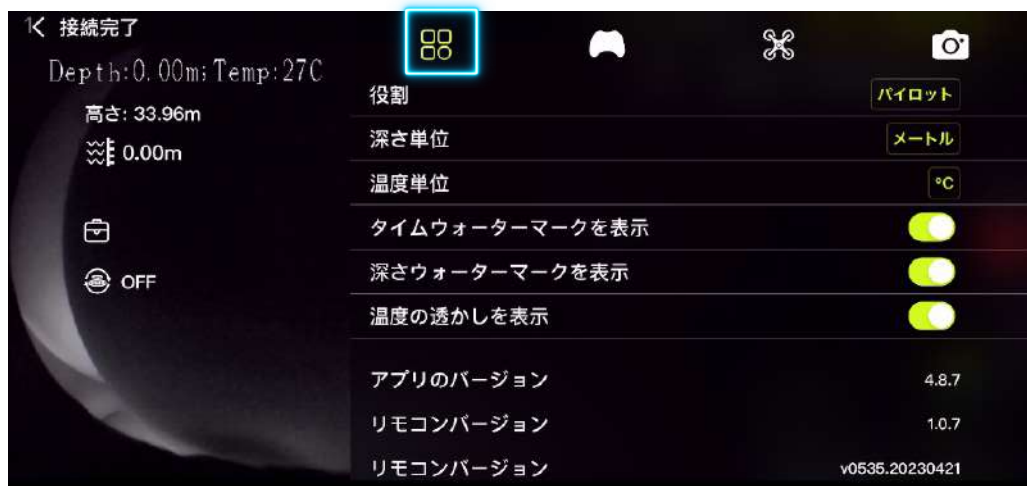 接続完了
Depth:0.00m;Temp:27C
高さ: 33.96m
0.00m
OFF
役割 パイロット
深さ単位 メートル
温度単位 °C
タイムウォーターマークを表示
深さウォーターマークを表示
温度の透かしを表示
アプリのバージョン 4.8.7
リモコンバージョン 1.0.7
リモコンバージョン v0535.20230421